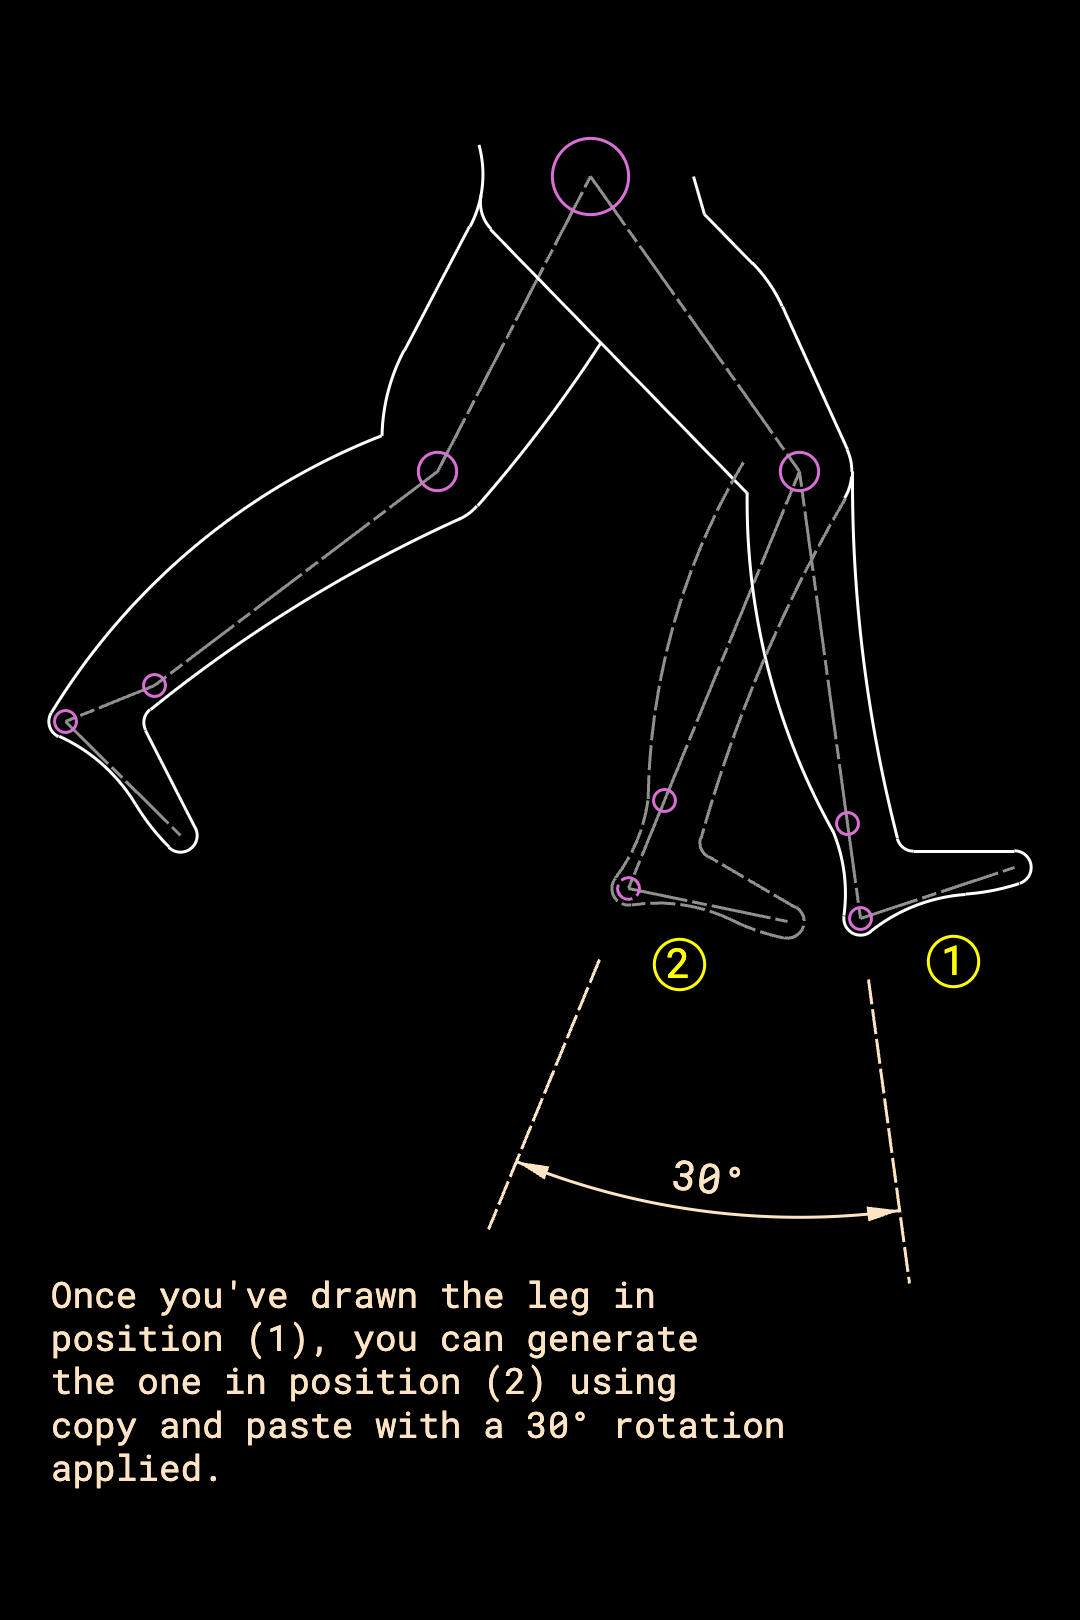 2
1
30°
Once you've drawn the leg in
position (1), you can generate
the one in position (2) using
copy and paste with a 30° rotation
applied.